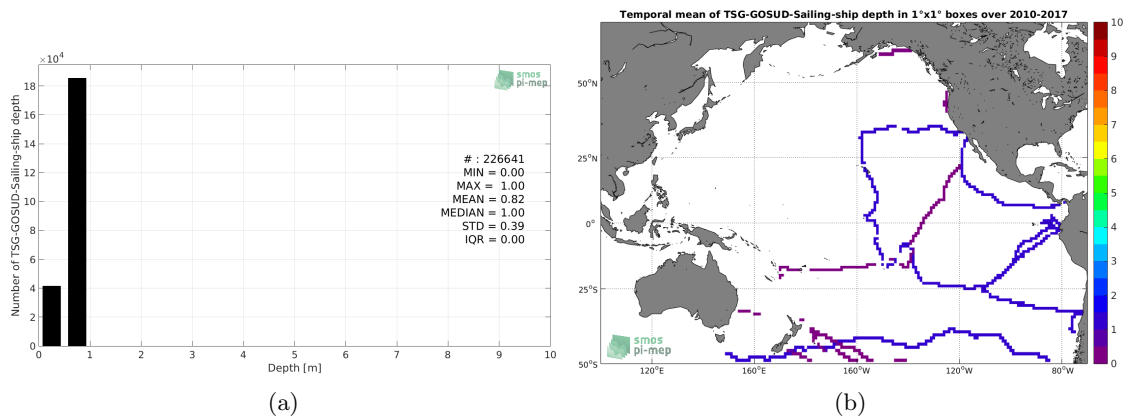 ×10⁴
18
16
14
12
10
8
6
4
2
0
Number of TSG-GOSUD-Sailing-ship depth
smos
pi-mep
# : 226641
MIN = 0.00
MAX = 1.00
MEAN = 0.82
MEDIAN = 1.00
STD = 0.39
IQR = 0.00
0 1 2 3 4 5 6 7 8 9 10
Depth [m]
(a)
Temporal mean of TSG-GOSUD-Sailing-ship depth in 1°x1° boxes over 2010-2017
50°N
25°N
0°
25°S
50°S
smos
pi-mep
120°E 160°E 160°W 120°W 80°W
10
9
8
7
6
5
4
3
2
1
0
(b)